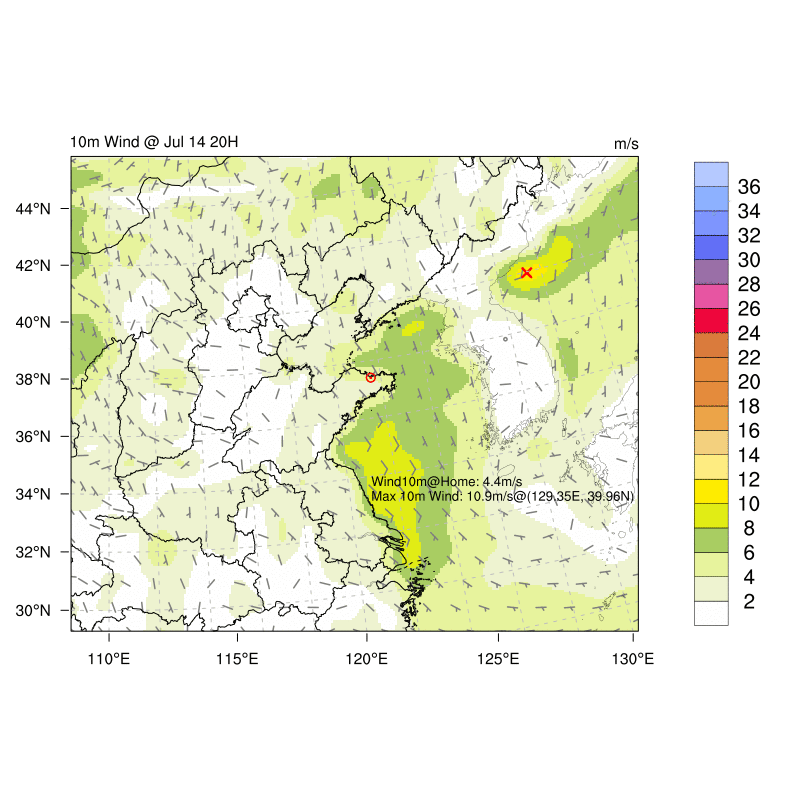 10m Wind @ Jul 14 20H
m/s
44°N
42°N
40°N
38°N
36°N
34°N
32°N
30°N
110°E
115°E
120°E
125°E
130°E
Wind10m@Home: 4.4m/s
Max 10m Wind: 10.9m/s@(129.35E, 39.96N)
36
34
32
30
28
26
24
22
20
18
16
14
12
10
8
6
4
2